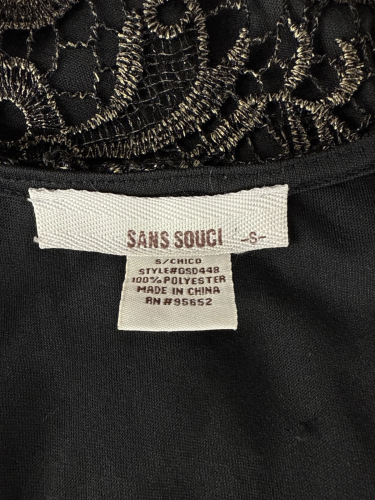 SANS SOUCI -S-
S/CHICO
STYLE#GSD448
100% POLYESTER
MADE IN CHINA
RN #95652